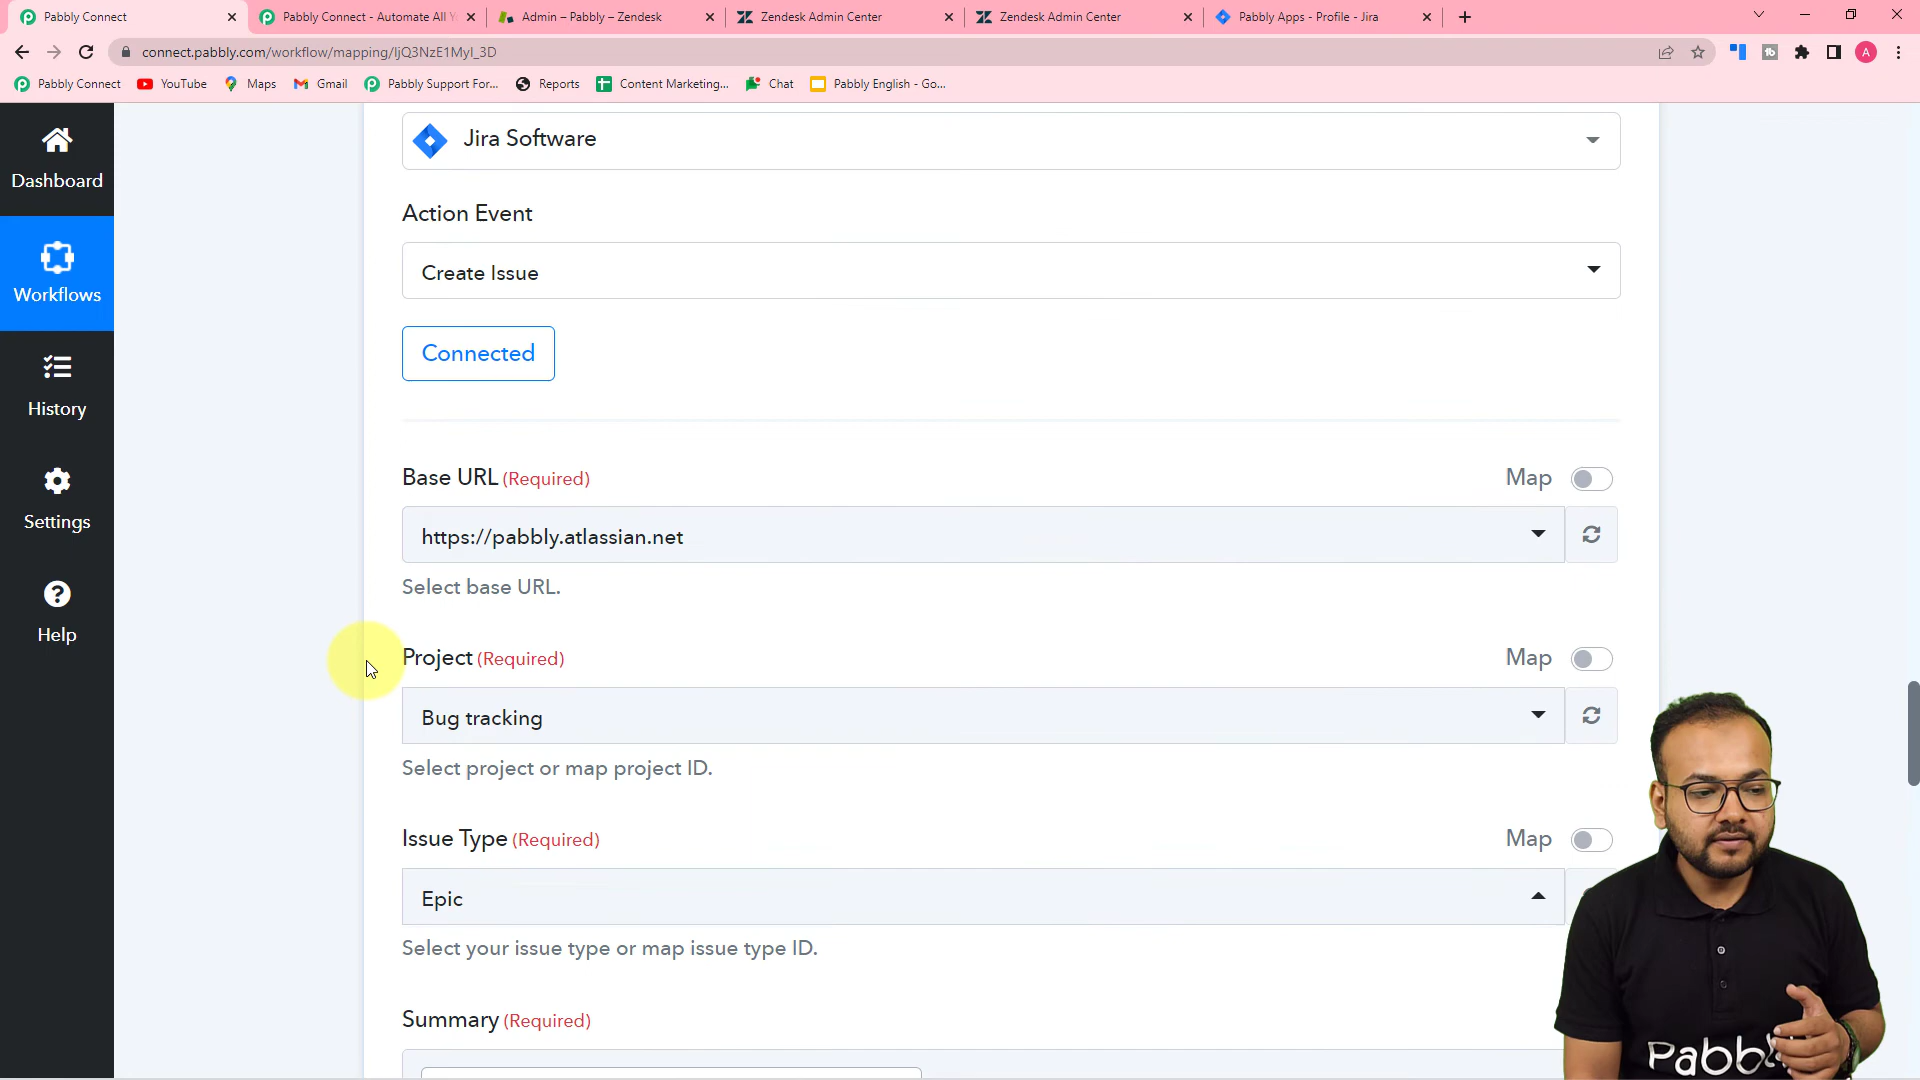 Pabbly Connect
Pabbly Connect - Automate All Y
Admin – Pabbly – Zendesk
Zendesk Admin Center
Zendesk Admin Center
Pabbly Apps - Profile - Jira
connect.pabbly.com/workflow/mapping/IjQ3NzE1MyI_3D
A
Pabbly Connect
YouTube
Maps
Gmail
Pabbly Support For...
Reports
Content Marketing...
Chat
Pabbly English - Go...
Dashboard
Workflows
History
Settings
Help
Jira Software
Action Event
Create Issue
Connected
Base URL (Required)
Map
https://pabbly.atlassian.net
Select base URL.
Project (Required)
Map
Bug tracking
Select project or map project ID.
Issue Type (Required)
Map
Epic
Select your issue type or map issue type ID.
Summary (Required)